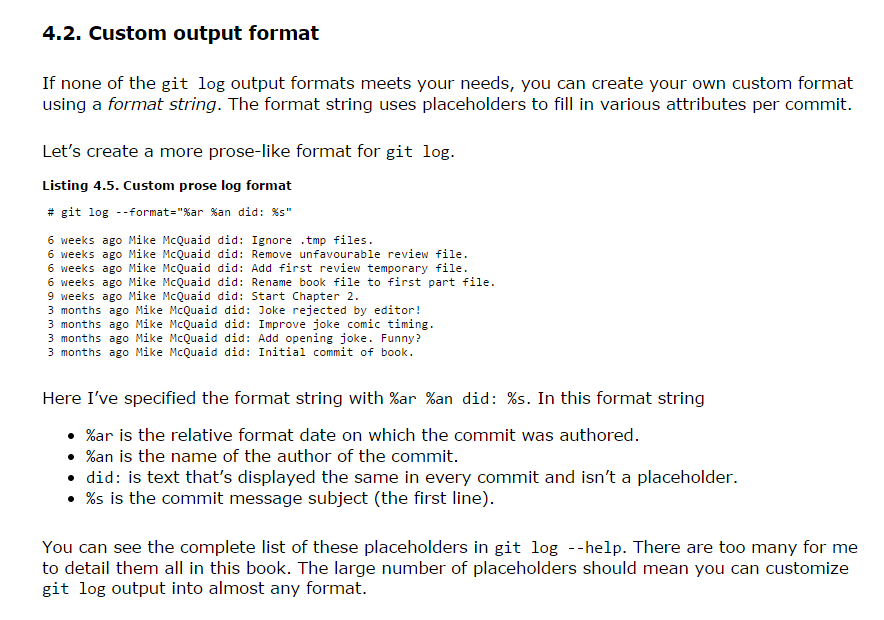 4.2. Custom output format
If none of the git log output formats meets your needs, you can create your own custom format
using a format string. The format string uses placeholders to fill in various attributes per commit.
Let's create a more prose-like format for git log.
Listing 4.5. Custom prose log format
# git log --format="%ar %an did: %s"
6 weeks ago Mike McQuaid did: Ignore .tmp files.
6 weeks ago Mike McQuaid did: Remove unfavourable review file.
6 weeks ago Mike McQuaid did: Add first review temporary file.
6 weeks ago Mike McQuaid did: Rename book file to first part file.
9 weeks ago Mike McQuaid did: Start Chapter 2.
3 months ago Mike McQuaid did: Joke rejected by editor!
3 months ago Mike McQuaid did: Improve joke comic timing.
3 months ago Mike McQuaid did: Add opening joke. Funny?
3 months ago Mike McQuaid did: Initial commit of book.
Here I've specified the format string with %ar %an did: %s. In this format string
• %ar is the relative format date on which the commit was authored.
• %an is the name of the author of the commit.
• did: is text that's displayed the same in every commit and isn't a placeholder.
• %s is the commit message subject (the first line).
You can see the complete list of these placeholders in git log --help. There are too many for me
to detail them all in this book. The large number of placeholders should mean you can customize
git log output into almost any format.